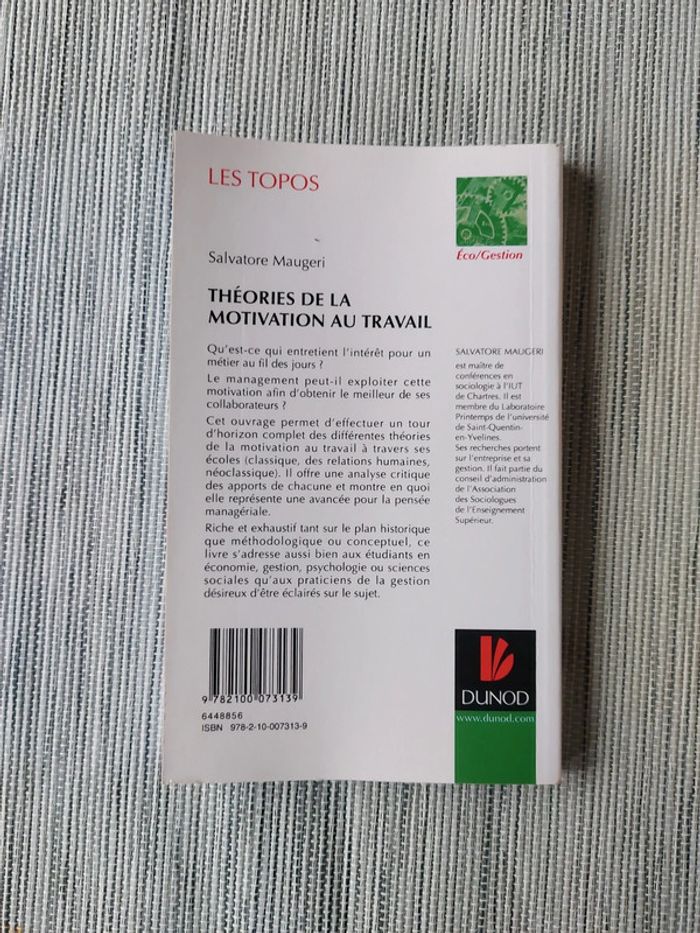 LES TOPOS
Éco/Gestion
Salvatore Maugeri
THÉORIES DE LA
MOTIVATION AU TRAVAIL
Qu'est-ce qui entretient l'intérêt pour un
métier au fil des jours ?
Le management peut-il exploiter cette
motivation afin d'obtenir le meilleur de ses
collaborateurs ?
Cet ouvrage permet d'effectuer un tour
d'horizon complet des différentes théories
de la motivation au travail à travers ses
écoles (classique, des relations humaines,
néoclassique). Il offre une analyse critique
des apports de chacune et montre en quoi
elle représente une avancée pour la pensée
managériale.
Riche et exhaustif tant sur le plan historique
que méthodologique ou conceptuel, ce
livre s'adresse aussi bien aux étudiants en
économie, gestion, psychologie ou sciences
sociales qu'aux praticiens de la gestion
désireux d'être éclairés sur le sujet.
SALVATORE MAUGERI
est maître de
conférences en
sociologie à l'IUT
de Chartres. Il est
membre du Laboratoire
Printemps de l'université
de Saint-Quentin-
en-Yvelines.
Ses recherches portent
sur l'entreprise et sa
gestion. Il fait partie du
conseil d'administration
de l'Association
des Sociologues
de l'Enseignement
Supérieur.
9 782100 073139
6448856
ISBN 978-2-10-007313-9
DUNOD
www.dunod.com